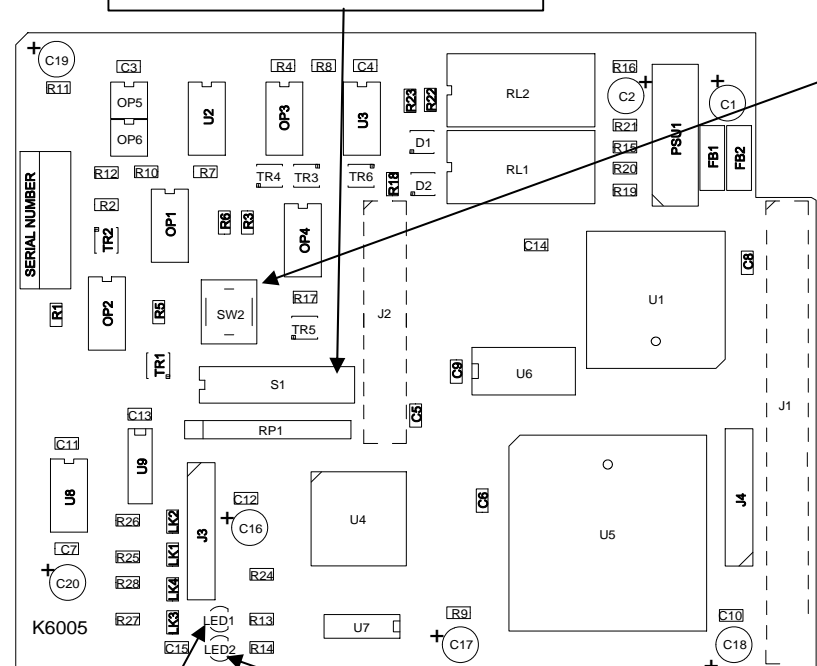 C19
C3
R4
R8
C4
R16
R11
OP5
OP6
U2
OP3
U3
R23
R22
RL2
C2
PSU1
C1
D1
R21
R15
FB1
FB2
R12
R10
R7
TR4
TR3
TR6
R18
D2
RL1
R20
R19
SERIAL NUMBER
R2
TR2
OP1
R6
R3
OP4
C14
C8
R1
OP2
R5
SW2
R17
TR5
J2
U1
TR1
S1
C9
U6
C13
RP1
C5
J1
C11
U8
U9
J3
C12
C16
U4
C6
U5
J4
R26
LK2
C7
R25
LK1
C20
R28
LK4
R24
K6005
R27
LK3
LED1
R13
U7
R9
C17
C10
C18
C15
LED2
R14